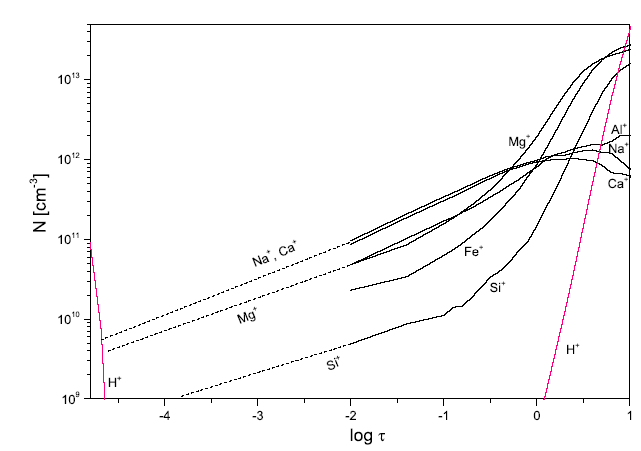 N [cm⁻³]
10¹³
10¹²
10¹¹
10¹⁰
10⁹
Mg⁺
Al⁺
Na⁺
Ca⁺
Na⁺, Ca⁺
Fe⁺
Mg⁺
Si⁺
Si⁺
H⁺
H⁺
-4 -3 -2 -1 0 1
log τ